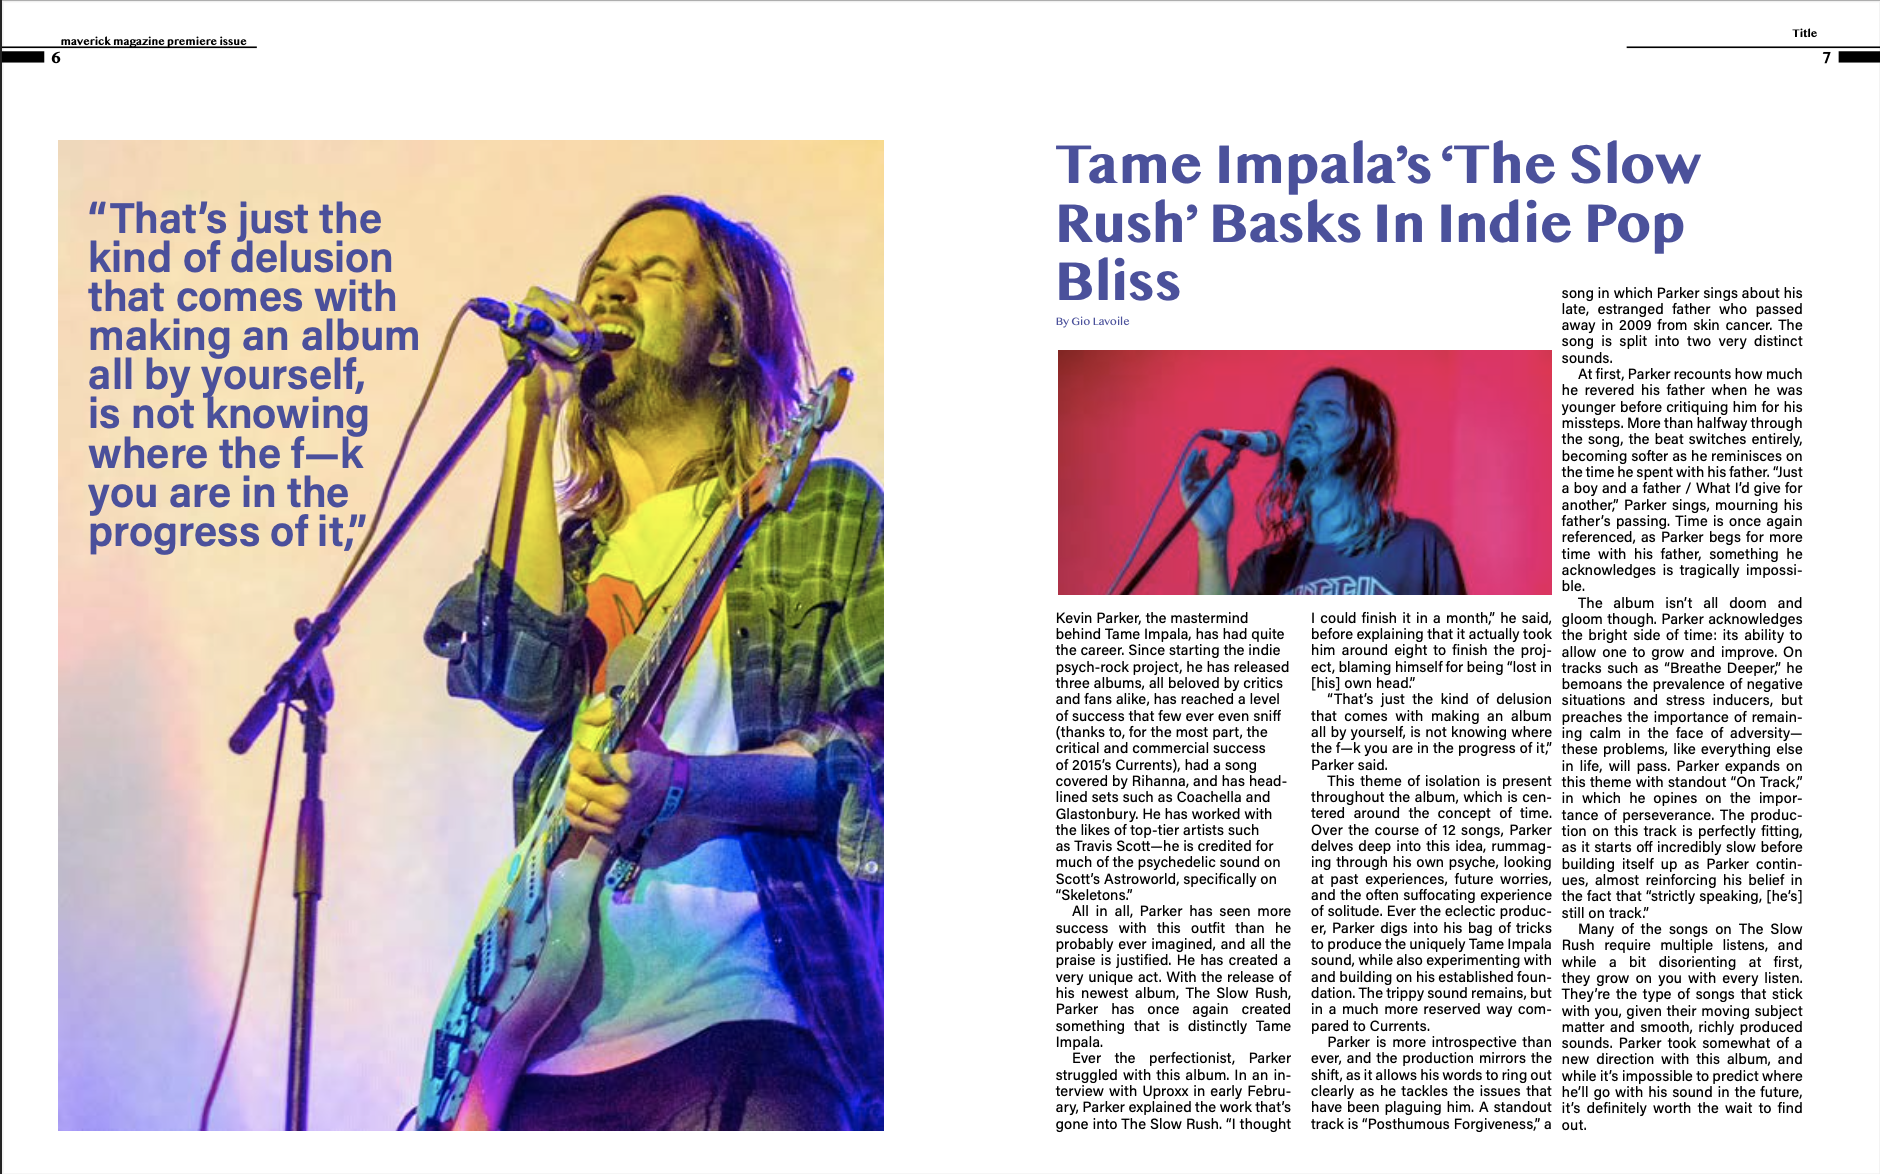 maverick magazine premiere issue
6
Title
7
“That’s just the
kind of delusion
that comes with
making an album
all by yourself,
is not knowing
where the f—k
you are in the
progress of it,”
Tame Impala’s ‘The Slow
Rush’ Basks In Indie Pop
Bliss
By Gio Lavoile
Kevin Parker, the mastermind
behind Tame Impala, has had quite
the career. Since starting the indie
psych-rock project, he has released
three albums, all beloved by critics
and fans alike, has reached a level
of success that few ever even sniff
(thanks to, for the most part, the
critical and commercial success
of 2015’s Currents), had a song
covered by Rihanna, and has head-
lined sets such as Coachella and
Glastonbury. He has worked with
the likes of top-tier artists such
as Travis Scott—he is credited for
much of the psychedelic sound on
Scott’s Astroworld, specifically on
“Skeletons.”
All in all, Parker has seen more
success with this outfit than he
probably ever imagined, and all the
praise is justified. He has created a
very unique act. With the release of
his newest album, The Slow Rush,
Parker has once again created
something that is distinctly Tame
Impala.
Ever the perfectionist, Parker
struggled with this album. In an in-
terview with Uproxx in early Febru-
ary, Parker explained the work that’s
gone into The Slow Rush. “I thought
I could finish it in a month,” he said,
before explaining that it actually took
him around eight to finish the proj-
ect, blaming himself for being “lost in
[his] own head.”
“That’s just the kind of delusion
that comes with making an album
all by yourself, is not knowing where
the f—k you are in the progress of it,”
Parker said.
This theme of isolation is present
throughout the album, which is cen-
tered around the concept of time.
Over the course of 12 songs, Parker
delves deep into this idea, rummag-
ing through his own psyche, looking
at past experiences, future worries,
and the often suffocating experience
of solitude. Ever the eclectic produc-
er, Parker digs into his bag of tricks
to produce the uniquely Tame Impala
sound, while also experimenting with
and building on his established foun-
dation. The trippy sound remains, but
in a much more reserved way com-
pared to Currents.
Parker is more introspective than
ever, and the production mirrors the
shift, as it allows his words to ring out
clearly as he tackles the issues that
have been plaguing him. A standout
track is “Posthumous Forgiveness,” a
song in which Parker sings about his
late, estranged father who passed
away in 2009 from skin cancer. The
song is split into two very distinct
sounds.
At first, Parker recounts how much
he revered his father when he was
younger before critiquing him for his
missteps. More than halfway through
the song, the beat switches entirely,
becoming softer as he reminisces on
the time he spent with his father. “Just
a boy and a father / What I’d give for
another,” Parker sings, mourning his
father’s passing. Time is once again
referenced, as Parker begs for more
time with his father, something he
acknowledges is tragically impossi-
ble.
The album isn’t all doom and
gloom though. Parker acknowledges
the bright side of time: its ability to
allow one to grow and improve. On
tracks such as “Breathe Deeper,” he
bemoans the prevalence of negative
situations and stress inducers, but
preaches the importance of remain-
ing calm in the face of adversity—
these problems, like everything else
in life, will pass. Parker expands on
this theme with standout “On Track,”
in which he opines on the impor-
tance of perseverance. The produc-
tion on this track is perfectly fitting,
as it starts off incredibly slow before
building itself up as Parker contin-
ues, almost reinforcing his belief in
the fact that “strictly speaking, [he’s]
still on track.”
Many of the songs on The Slow
Rush require multiple listens, and
while a bit disorienting at first,
they grow on you with every listen.
They’re the type of songs that stick
with you, given their moving subject
matter and smooth, richly produced
sounds. Parker took somewhat of a
new direction with this album, and
while it’s impossible to predict where
he’ll go with his sound in the future,
it’s definitely worth the wait to find
out.